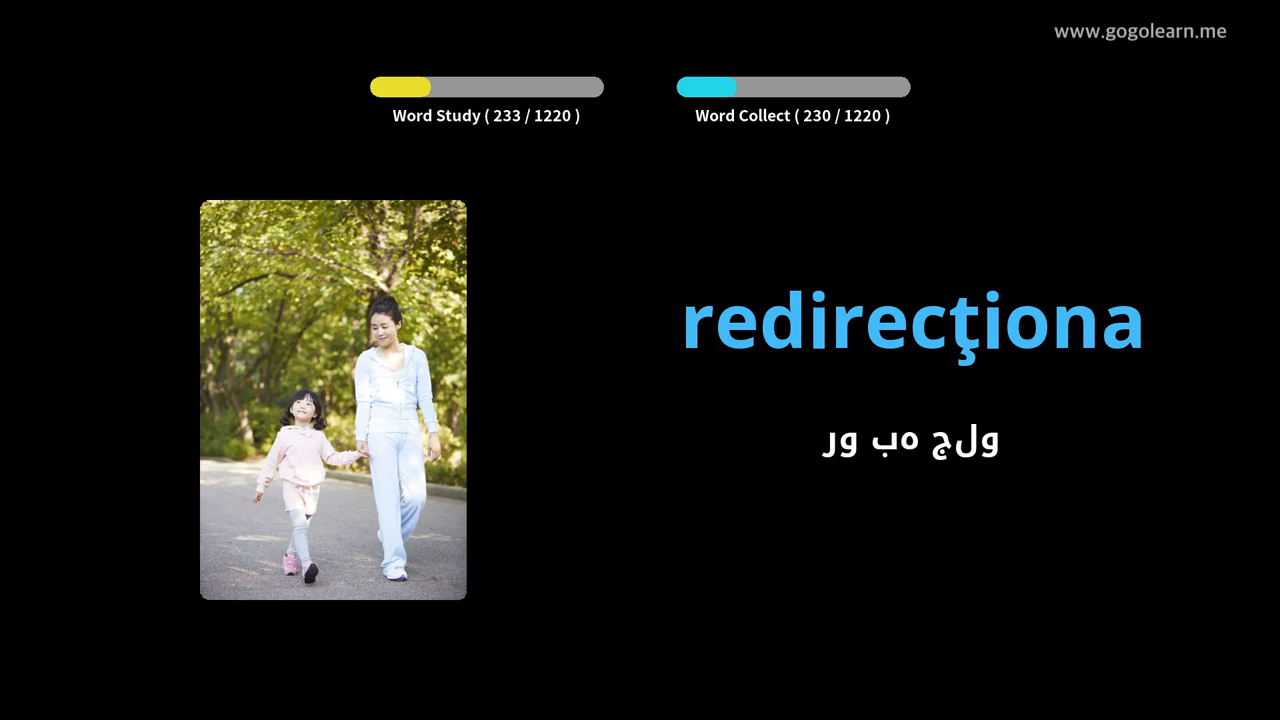 www.gogolearn.me
Word Study ( 233 / 1220 )
Word Collect ( 230 / 1220 )
redirecţiona
رو به جلو